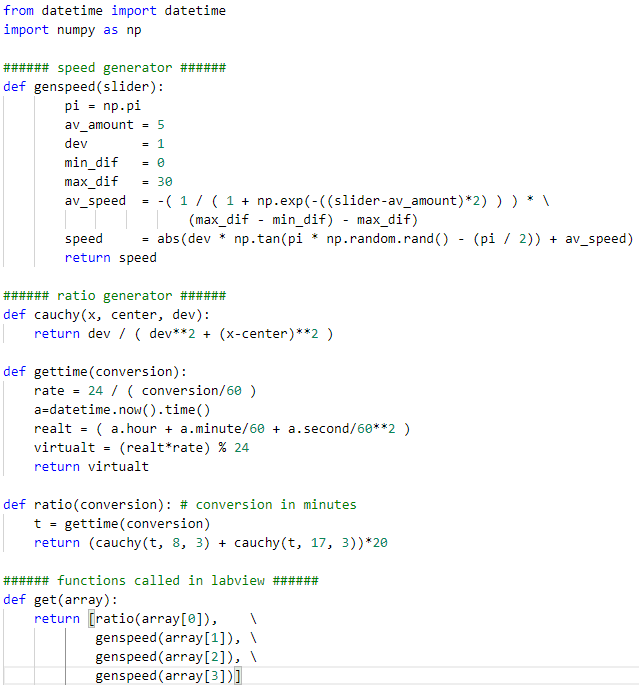 from datetime import datetime
import numpy as np

###### speed generator ######
def genspeed(slider):
        pi = np.pi
        av_amount = 5
        dev       = 1
        min_dif   = 0
        max_dif   = 30
        av_speed  = -( 1 / ( 1 + np.exp(-((slider-av_amount)*2) ) ) * \
                        (max_dif - min_dif) - max_dif)
        speed     = abs(dev * np.tan(pi * np.random.rand() - (pi / 2)) + av_speed)
        return speed

###### ratio generator ######
def cauchy(x, center, dev):
    return dev / ( dev**2 + (x-center)**2 )

def gettime(conversion):
    rate = 24 / ( conversion/60 )
    a=datetime.now().time()
    realt = ( a.hour + a.minute/60 + a.second/60**2 )
    virtualt = (realt*rate) % 24
    return virtualt

def ratio(conversion): # conversion in minutes
    t = gettime(conversion)
    return (cauchy(t, 8, 3) + cauchy(t, 17, 3))*20

###### functions called in labview ######
def get(array):
    return [ratio(array[0]),    \
            genspeed(array[1]), \
            genspeed(array[2]), \
            genspeed(array[3])]